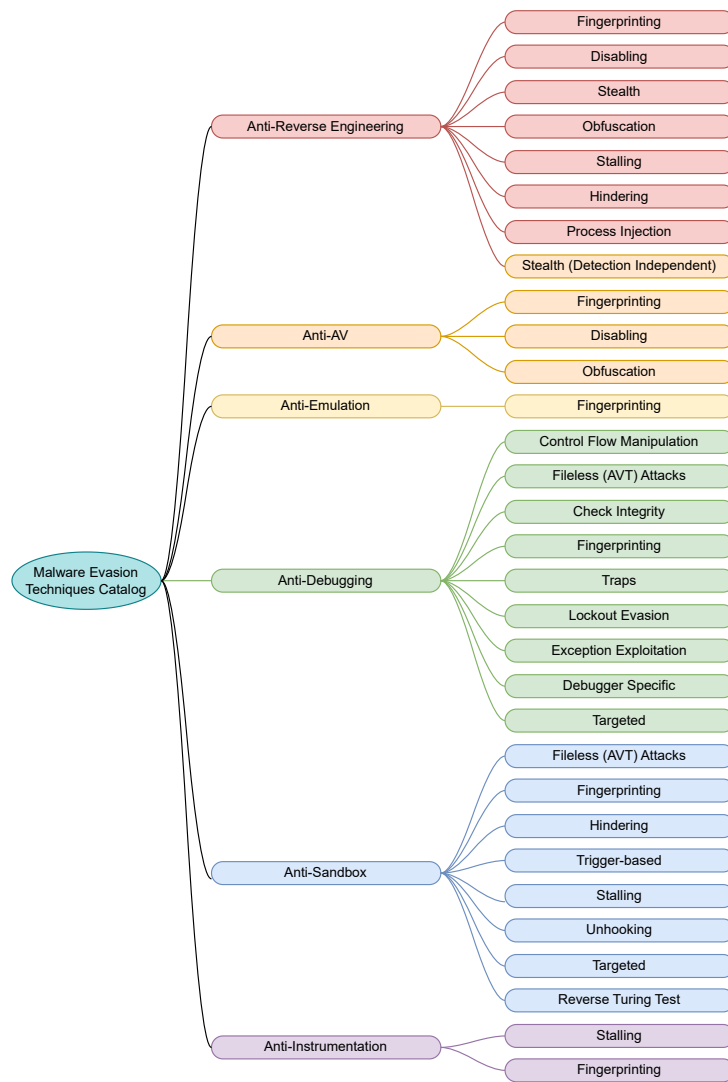 Malware Evasion
Techniques Catalog
Anti-Reverse Engineering
Fingerprinting
Disabling
Stealth
Obfuscation
Stalling
Hindering
Process Injection
Stealth (Detection Independent)
Anti-AV
Fingerprinting
Disabling
Obfuscation
Anti-Emulation
Fingerprinting
Anti-Debugging
Control Flow Manipulation
Fileless (AVT) Attacks
Check Integrity
Fingerprinting
Traps
Lockout Evasion
Exception Exploitation
Debugger Specific
Targeted
Anti-Sandbox
Fileless (AVT) Attacks
Fingerprinting
Hindering
Trigger-based
Stalling
Unhooking
Targeted
Reverse Turing Test
Anti-Instrumentation
Stalling
Fingerprinting